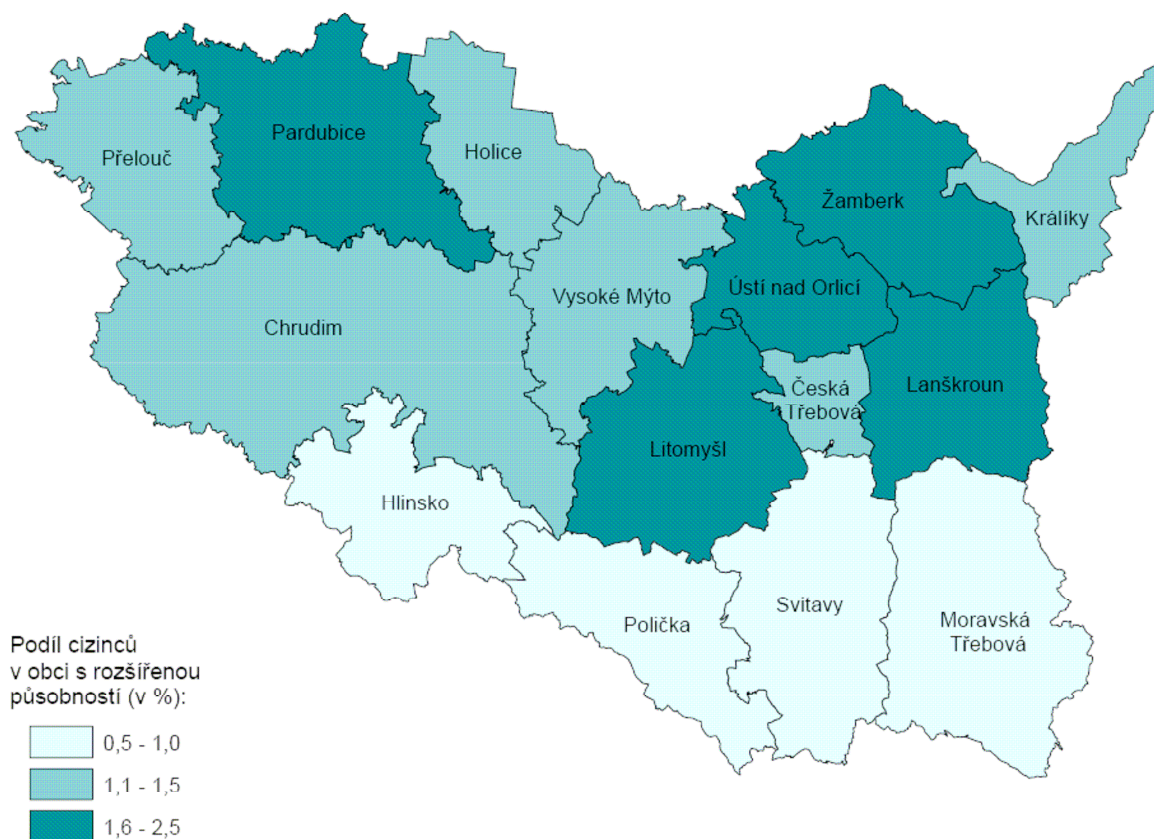 Pardubice
Holice
Přelouč
Žamberk
Králíky
Ústí nad Orlicí
Vysoké Mýto
Chrudim
Česká
Třebová
Lanškroun
Litomyšl
Hlinsko
Svitavy
Polička
Moravská
Třebová
Podíl cizinců
v obci s rozšířenou
působností (v %):
0,5 - 1,0
1,1 - 1,5
1,6 - 2,5